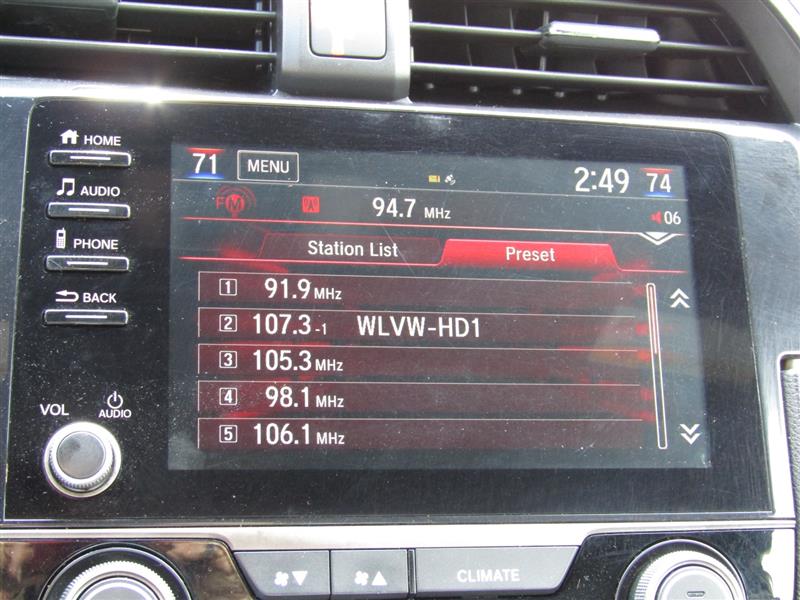 HOME
AUDIO
PHONE
BACK
VOL AUDIO
71 MENU 2:49 74
FM 94.7 MHz 06
Station List Preset
1 91.9 MHz
2 107.3-1 WLVW-HD1
3 105.3 MHz
4 98.1 MHz
5 106.1 MHz
CLIMATE